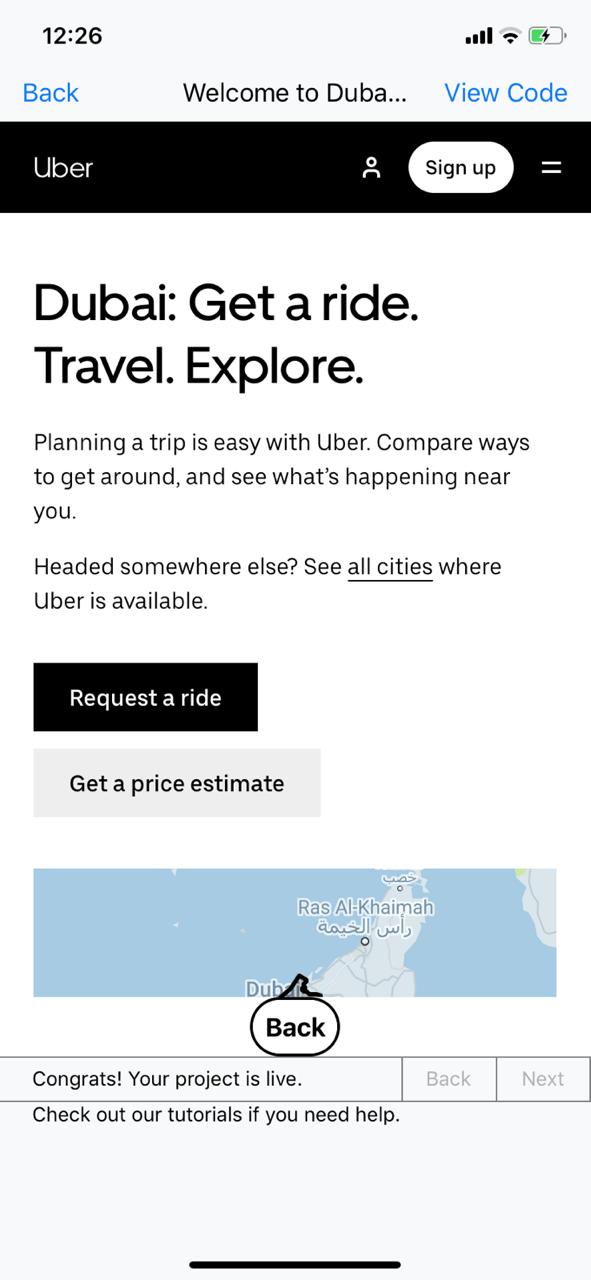 12:26
Back
Welcome to Duba...
View Code
Uber
Sign up
Dubai: Get a ride.
Travel. Explore.
Planning a trip is easy with Uber. Compare ways
to get around, and see what's happening near
you.
Headed somewhere else? See all cities where
Uber is available.
Request a ride
Get a price estimate
خصب
Ras Al-Khaimah
رأس الخيمة
Dubai
Back
Congrats! Your project is live.
Back
Next
Check out our tutorials if you need help.